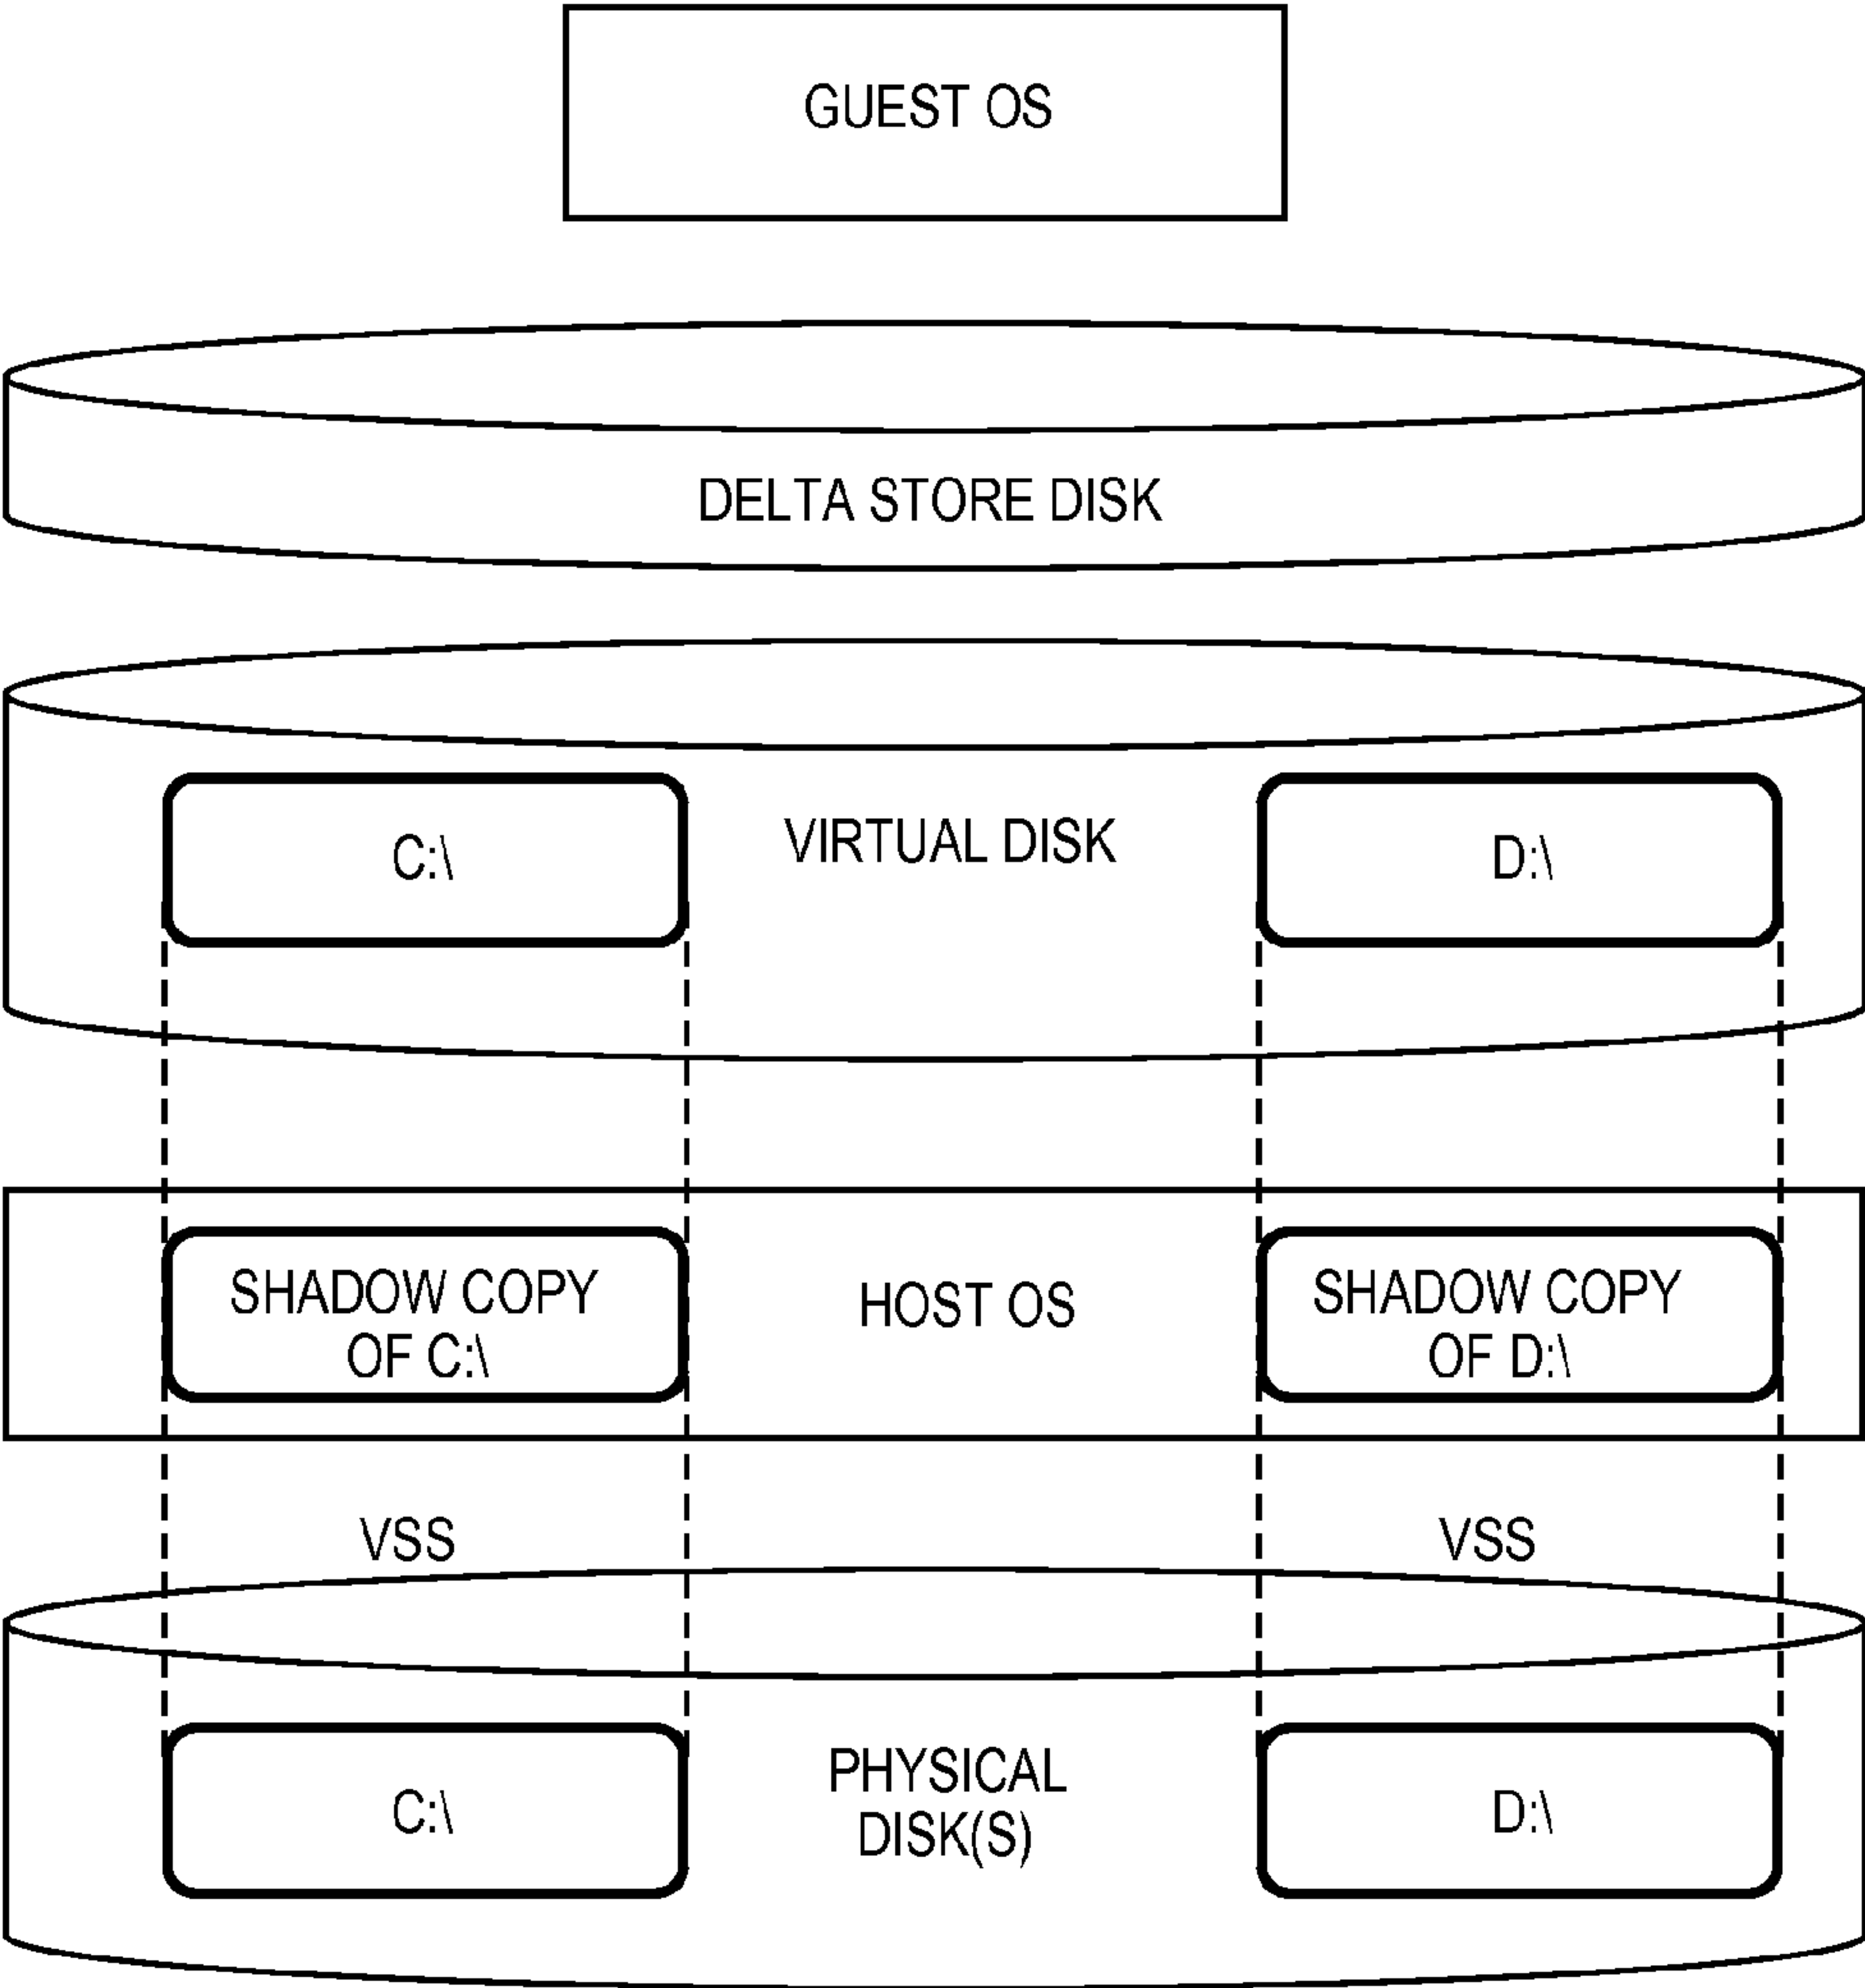 GUEST OS
DELTA STORE DISK
C:\
VIRTUAL DISK
D:\
SHADOW COPY
OF C:\
HOST OS
SHADOW COPY
OF D:\
VSS
VSS
C:\
PHYSICAL
DISK(S)
D:\